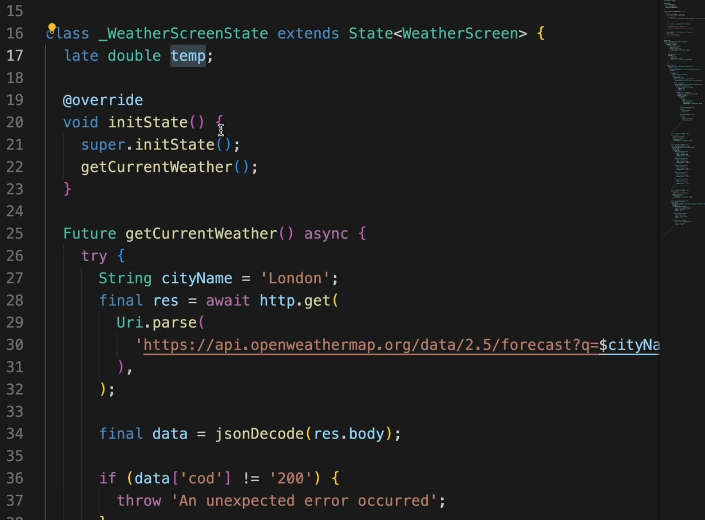 15
16 class _WeatherScreenState extends State<WeatherScreen> {
17 late double temp;
18
19 @override
20 void initState() {
21 super.initState();
22 getCurrentWeather();
23 }
24
25 Future getCurrentWeather() async {
26 try {
27 String cityName = 'London';
28 final res = await http.get(
29 Uri.parse(
30 'https://api.openweathermap.org/data/2.5/forecast?q=$cityNa
31 ),
32 );
33
34 final data = jsonDecode(res.body);
35
36 if (data['cod'] != '200') {
37 throw 'An unexpected error occurred';
38 }